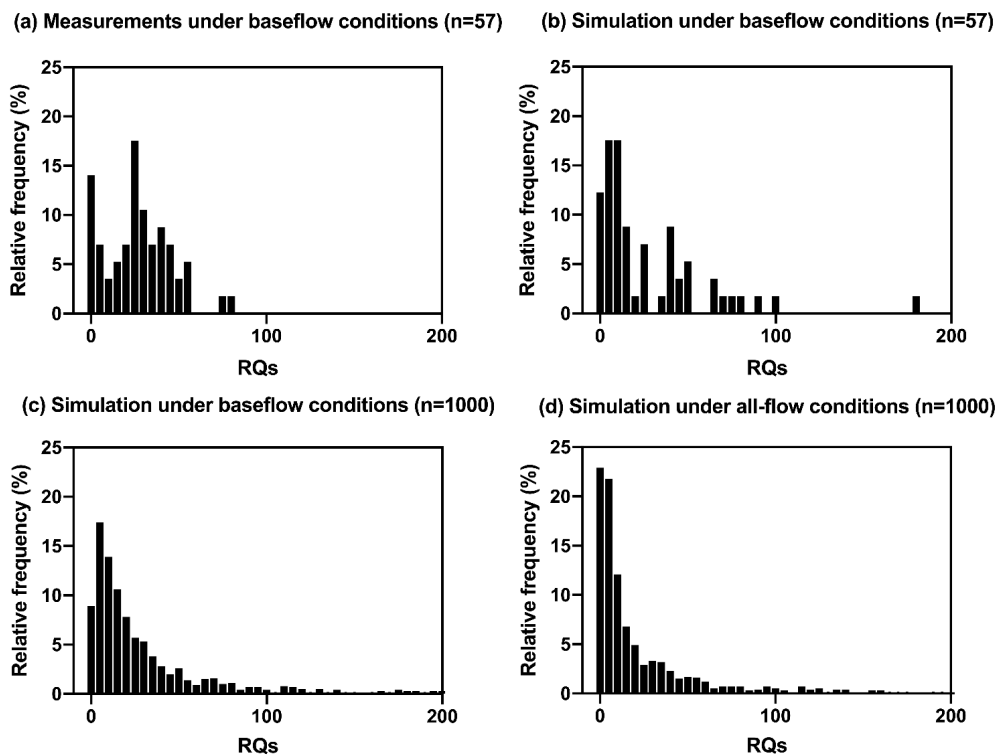 (a) Measurements under baseflow conditions (n=57)
25
20
15
10
5
0
Relative frequency (%)
0 100 200
RQs
(b) Simulation under baseflow conditions (n=57)
25
20
15
10
5
0
Relative frequency (%)
0 100 200
RQs
(c) Simulation under baseflow conditions (n=1000)
25
20
15
10
5
0
Relative frequency (%)
0 100 200
RQs
(d) Simulation under all-flow conditions (n=1000)
25
20
15
10
5
0
Relative frequency (%)
0 100 200
RQs